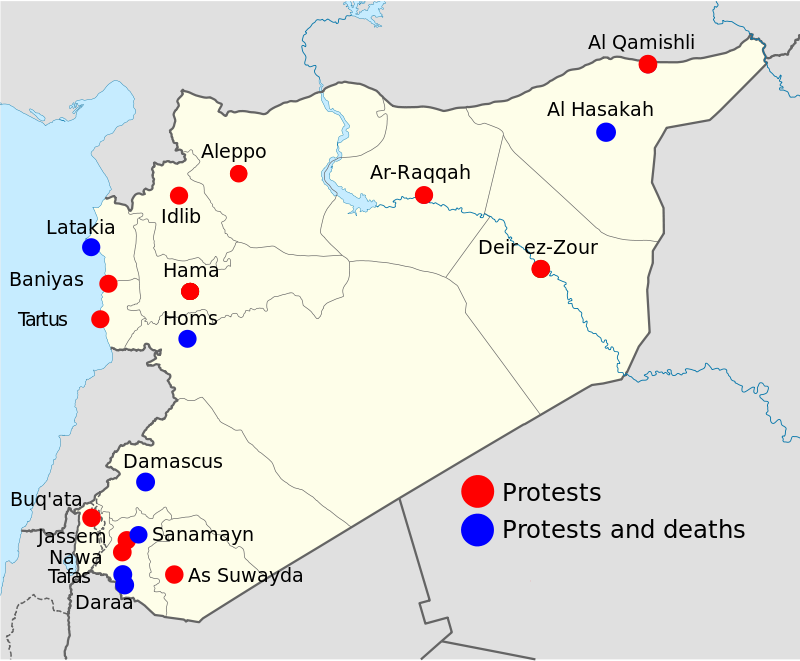 Al Qamishli
Al Hasakah
Aleppo
Ar-Raqqah
Idlib
Latakia
Deir ez-Zour
Baniyas
Hama
Tartus
Homs
Damascus
Buq'ata
Protests
Jassem
Sanamayn
Protests and deaths
Nawa
Tafas
As Suwayda
Daraa